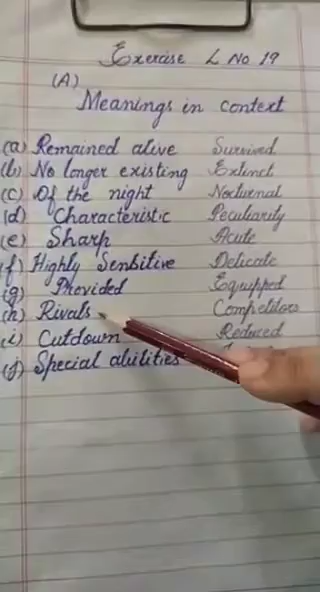 Exercise L No 19
(A)
Meanings in context
(a) Remained alive Survived
(b) No longer existing Extinct
(c) Of the night Nocturnal
(d) Characteristic Peculiarity
(e) Sharp Acute
(f) Highly Sensitive Delicate
(g) Provided Equipped
(h) Rivals Competitors
(i) Cutdown Reduced
(j) Special abilities